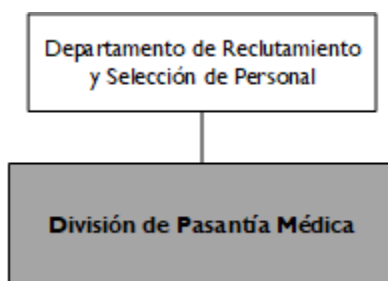 Departamento de Reclutamiento
y Selección de Personal
División de Pasantía Médica